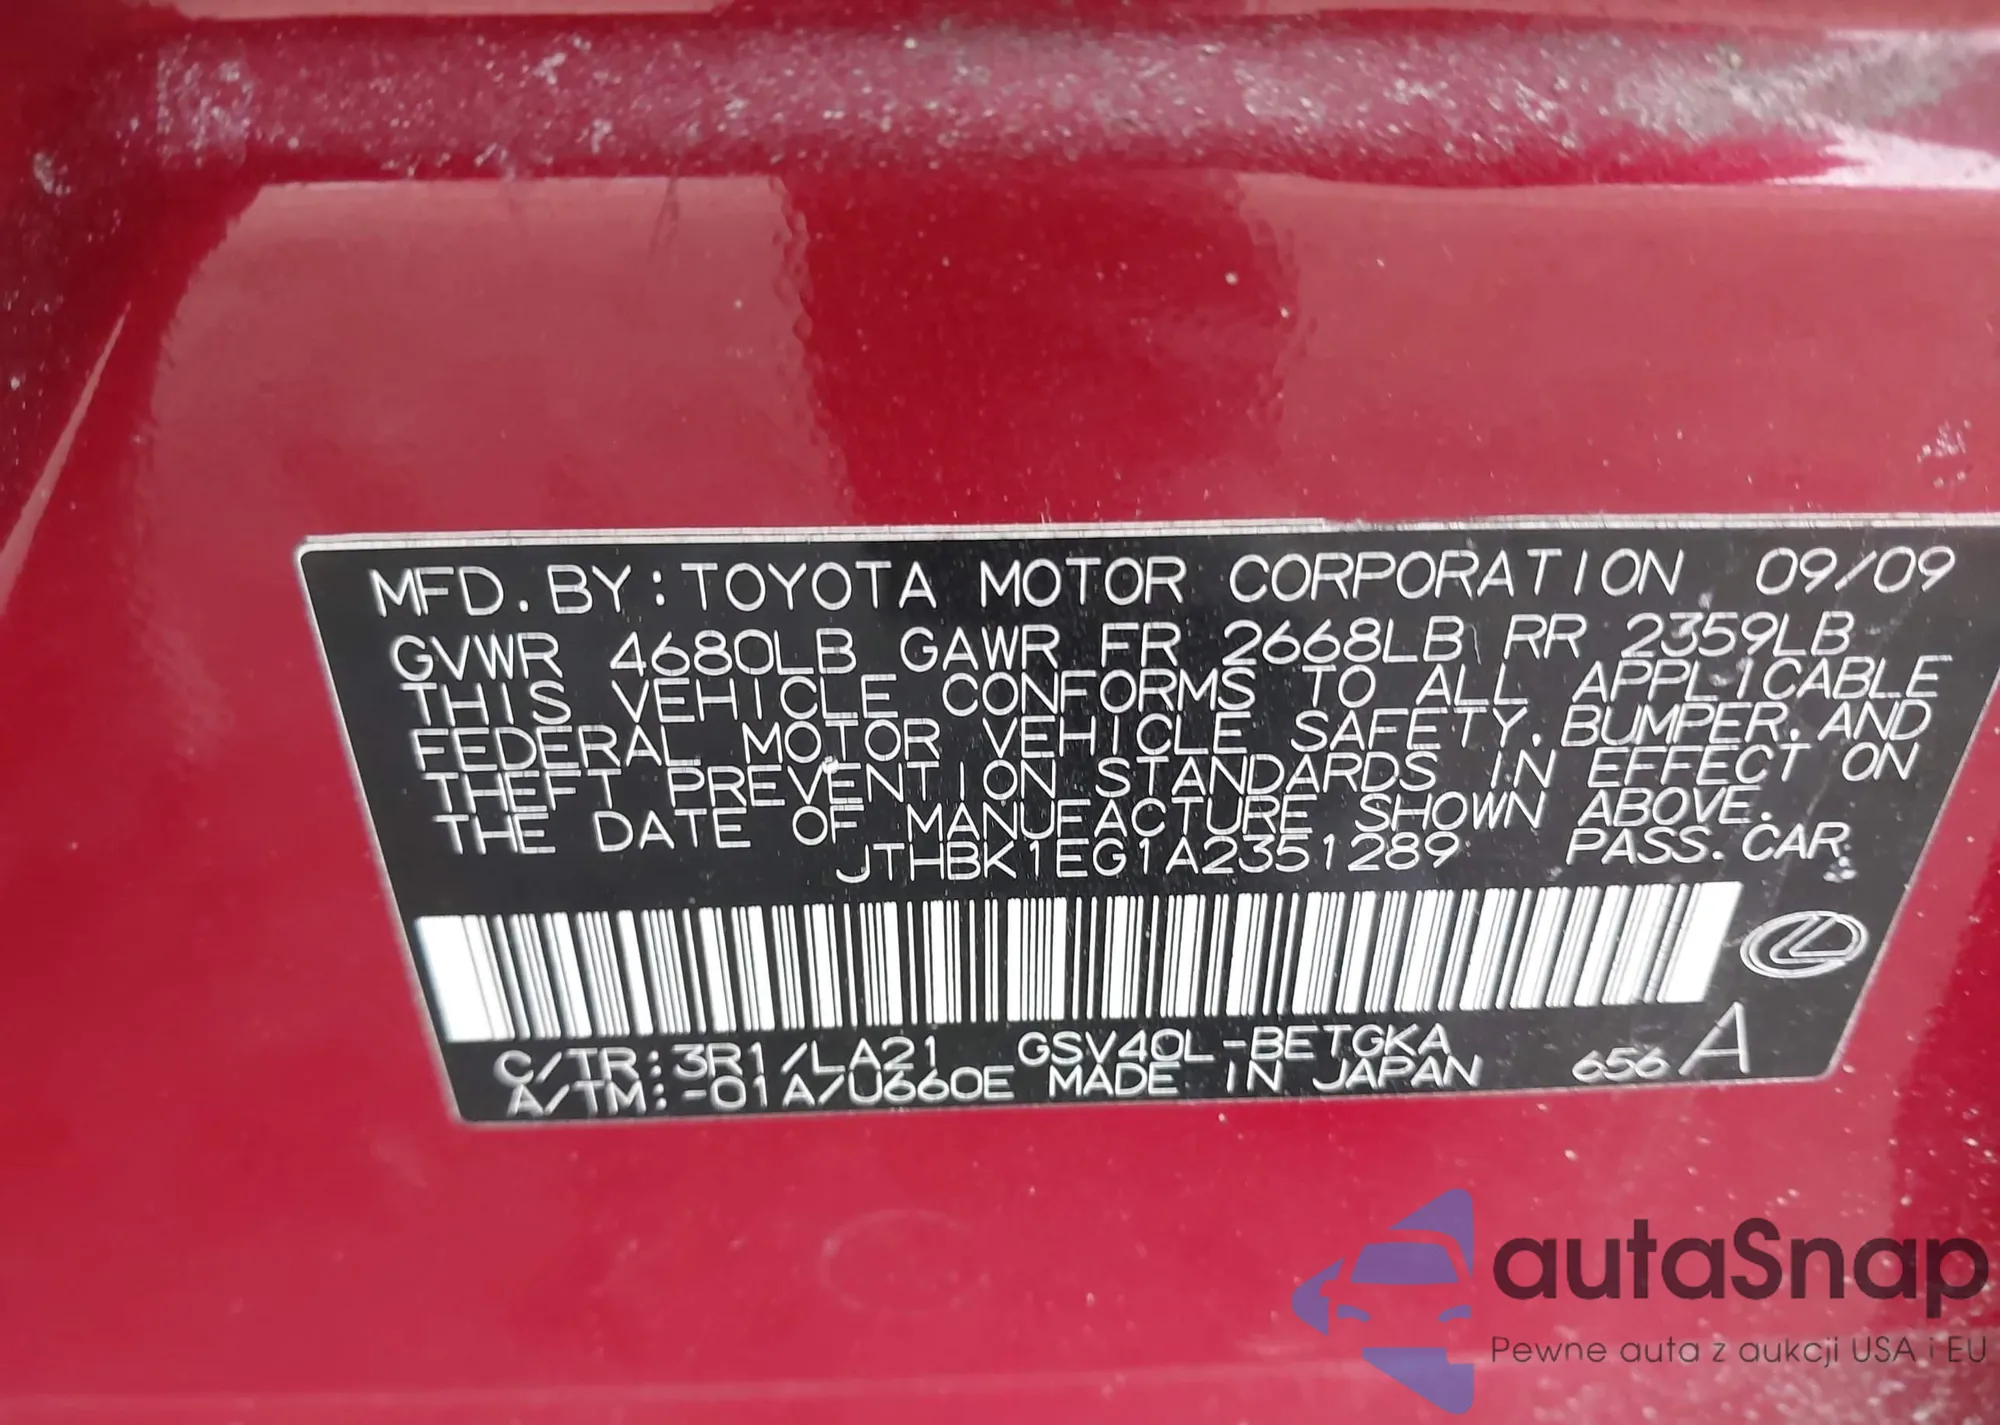 MFD. BY: TOYOTA MOTOR CORPORATION 09/09
GVWR 4680LB GAWR FR 2668LB RR 2359LB
THIS VEHICLE CONFORMS TO ALL APPLICABLE
FEDERAL MOTOR VEHICLE SAFETY, BUMPER, AND
THEFT PREVENTION STANDARDS IN EFFECT ON
THE DATE OF MANUFACTURE SHOWN ABOVE.
JTHBK1EG1A2351289 PASS. CAR
C/TR: 3R1/LA21 GSV40L-BETGKA
A/TM: -01A/U660E MADE IN JAPAN 656 A
autaSnap
Pewne auta z aukcji USA i EU